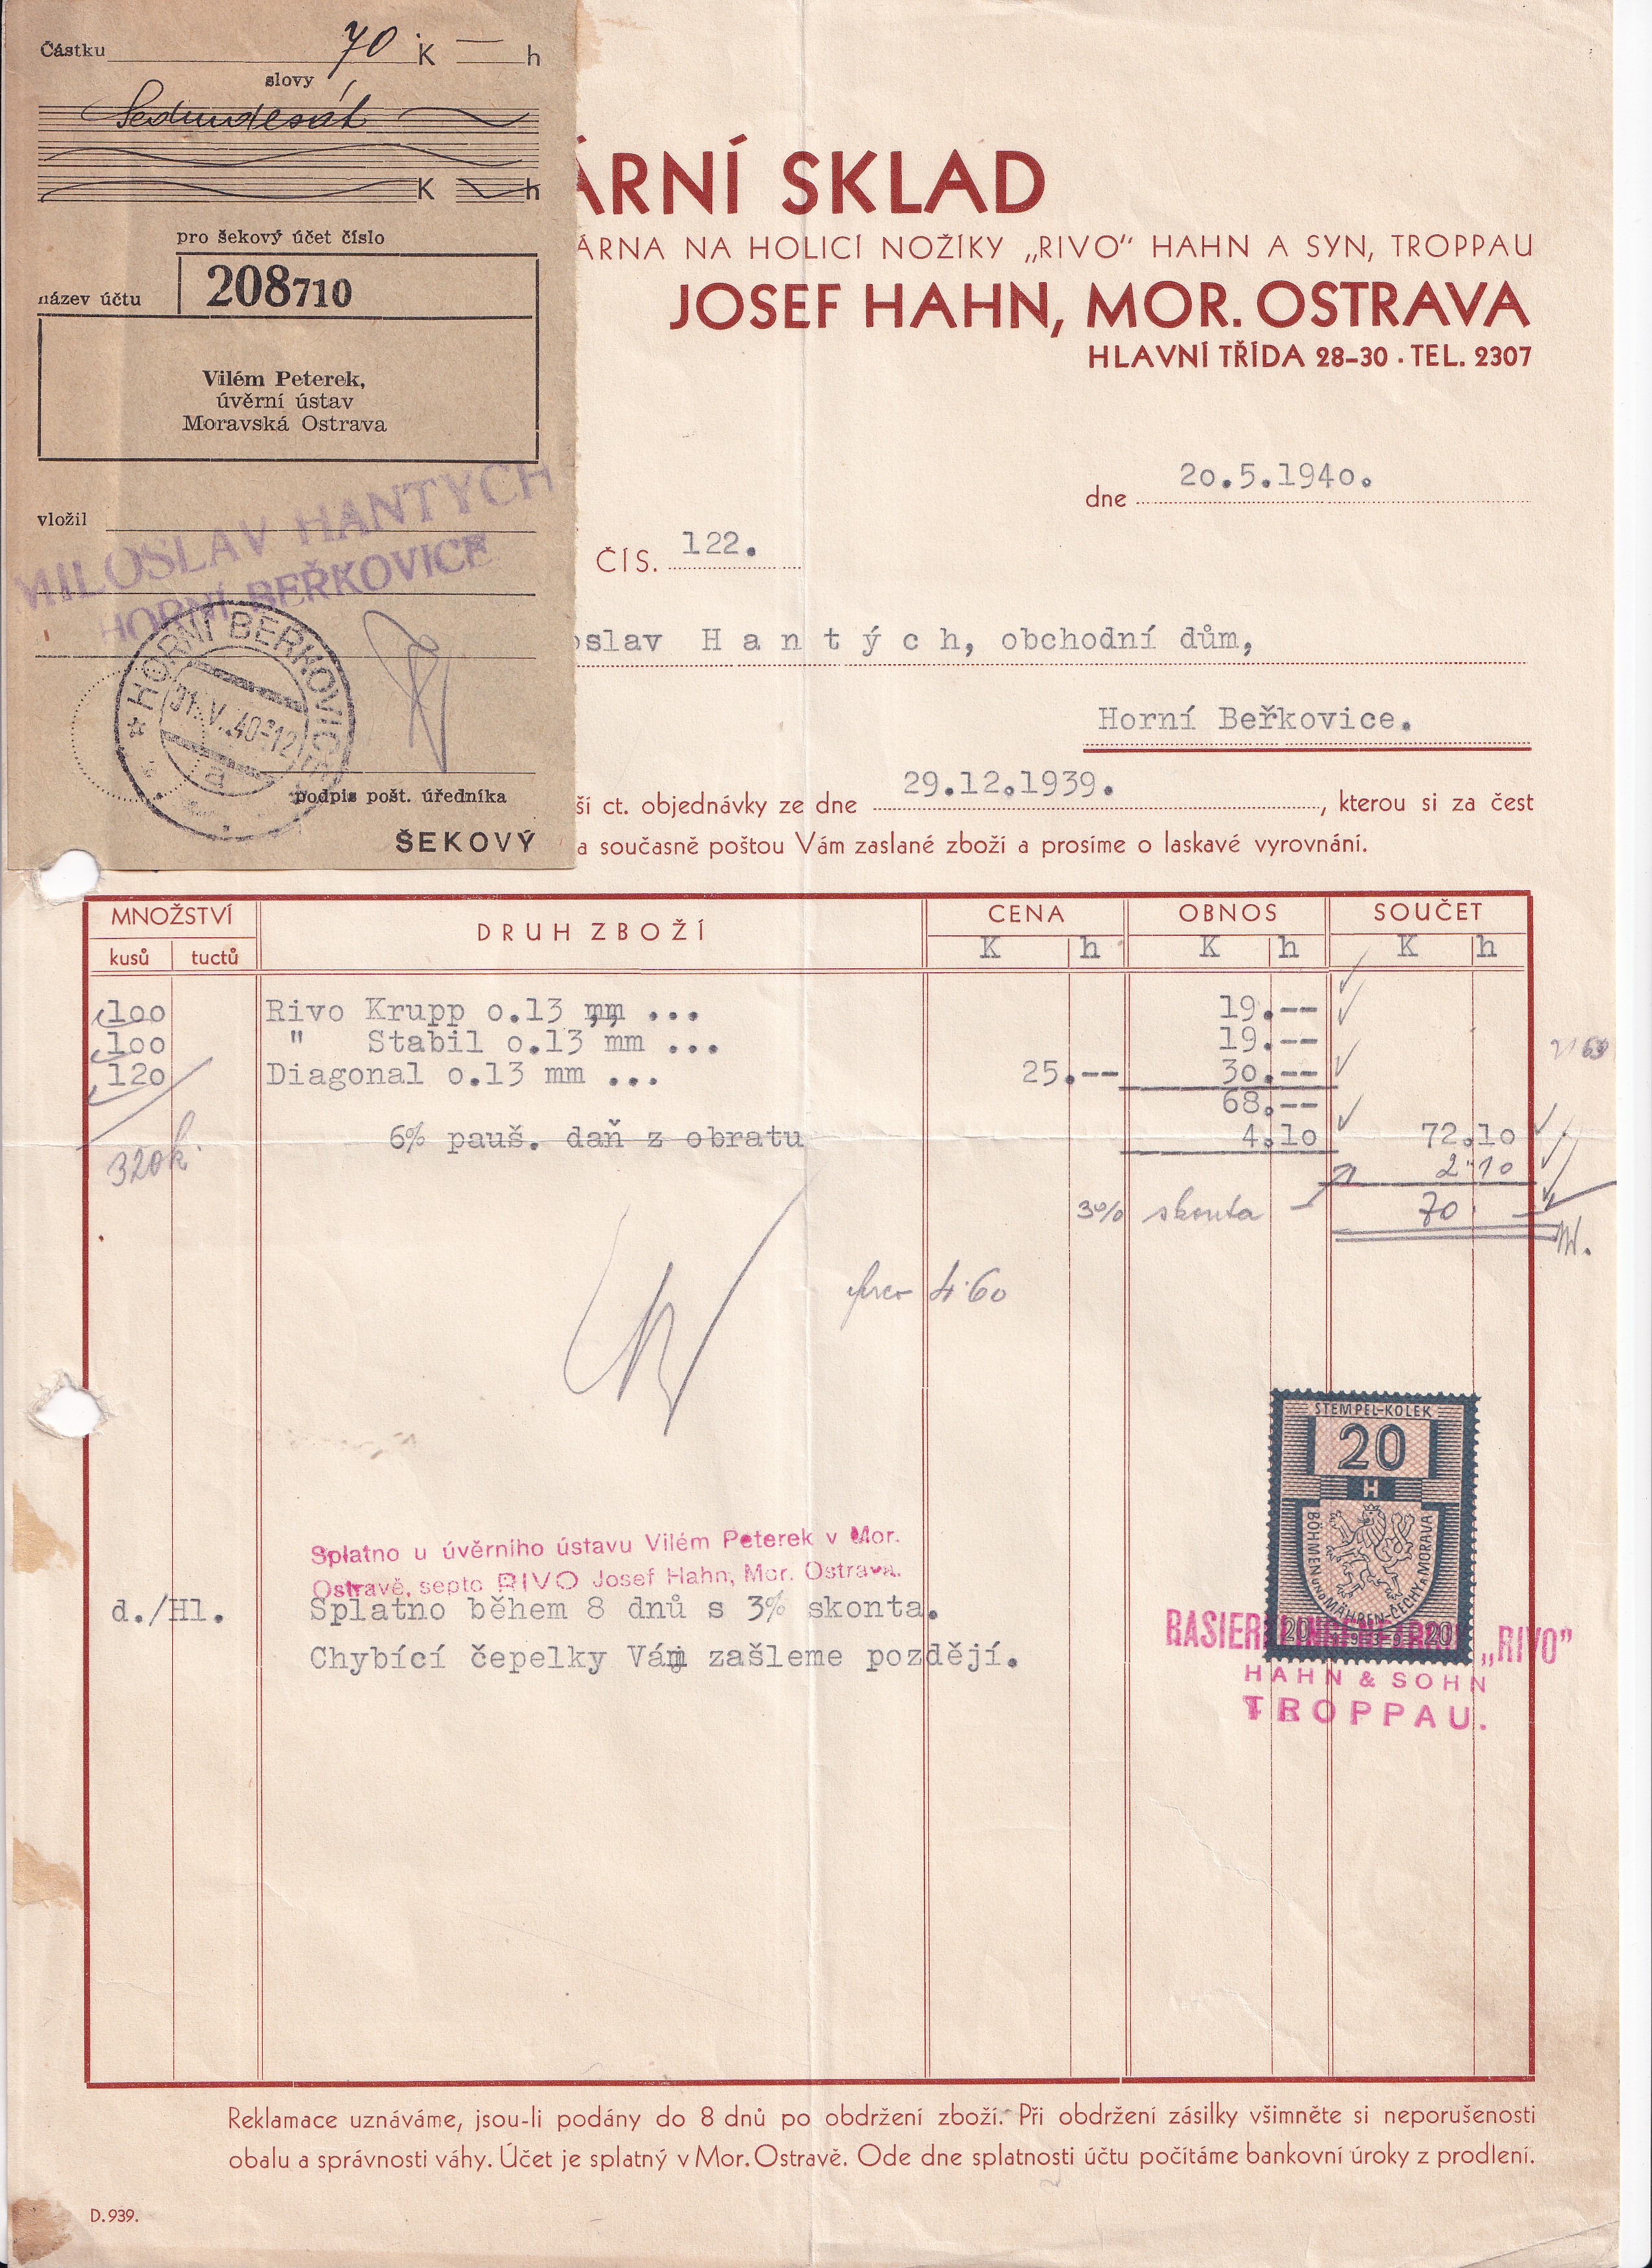 Částku 70 K — h
slovy
Sedmdesát
K h
pro šekový účet číslo
208710
název účtu
Vilém Peterek,
úvěrní ústav
Moravská Ostrava
vložil
MILOSLAV HANTYCH
HORNÍ BEŘKOVICE
HORNÍ BEŘKOVICE
31.V.40-12
podpis pošt. úředníka
ŠEKOVÝ
ÁRNÍ SKLAD
ÁRNA NA HOLICÍ NOŽÍKY „RIVO“ HAHN A SYN, TROPPAU
JOSEF HAHN, MOR. OSTRAVA
HLAVNÍ TŘÍDA 28-30 · TEL. 2307
dne 20.5.1940.
ČÍS. 122.
oslav H a n t ý c h, obchodní dům,
Horní Beřkovice.
ší ct. objednávky ze dne 29.12.1939., kterou si za čest
a současně poštou Vám zaslané zboží a prosíme o laskavé vyrovnání.
MNOŽSTVÍ DRUH ZBOŽÍ CENA OBNOS SOUČET
kusů tuctů K h K h K h
100 Rivo Krupp o.13 mm ... 19.--
100 " Stabil o.13 mm ... 19.--
120 Diagonal o.13 mm ... 25.-- 30.--
68.--
6% pauš. daň z obratu 4.10 72.10
320k. 2"10
3% skonta 70
4·60
STEMPEL-KOLEK
20
H
BÖHMEN UND MÄHREN-ČECHY A MORAVA
20 1939 20
Splatno u úvěrního ústavu Vilém Peterek v Mor.
Ostravě, septo RIVO Josef Hahn, Mor. Ostrava.
d./Hl. Splatno během 8 dnů s 3% skonta.
Chybící čepelky Vám zašleme pozdějí.
RASIERKLINGENFABRIK „RIVO”
HAHN & SOHN
TROPPAU.
Reklamace uznáváme, jsou-li podány do 8 dnů po obdržení zboží. Při obdržení zásilky všimněte si neporušenosti
obalu a správnosti váhy. Účet je splatný v Mor. Ostravě. Ode dne splatnosti účtu počítáme bankovní úroky z prodlení.
D. 939.